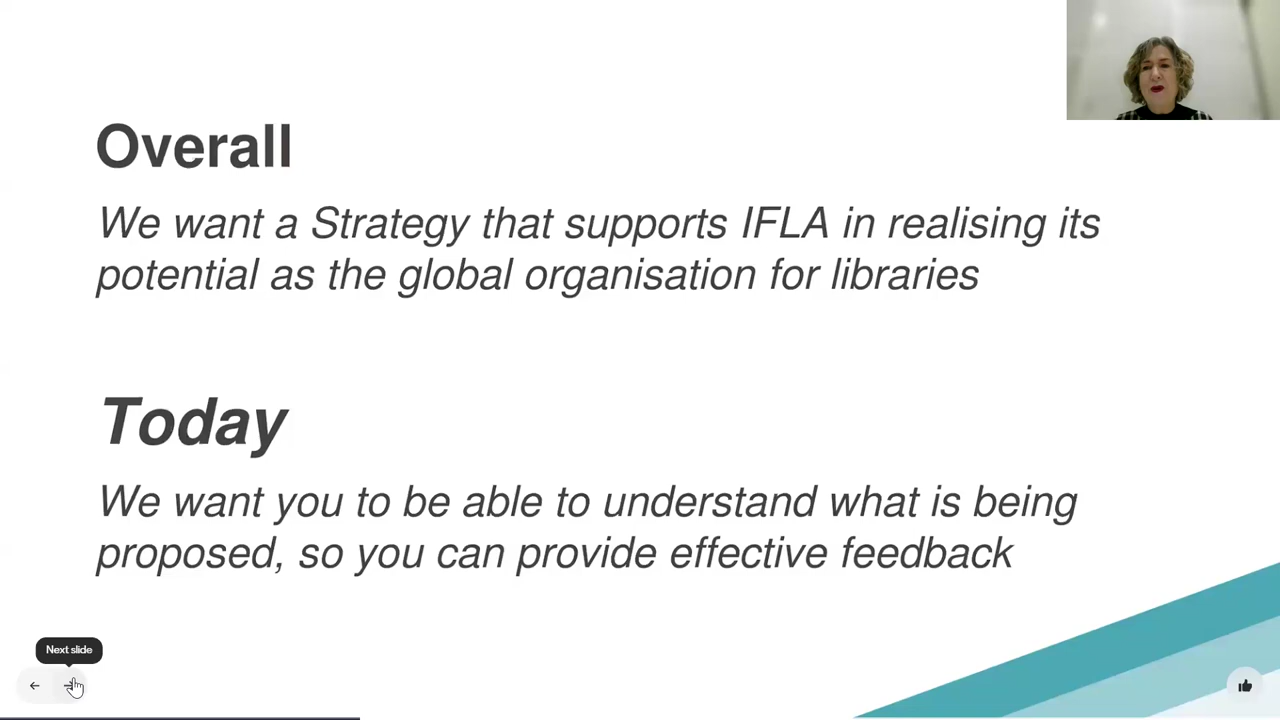 Overall
We want a Strategy that supports IFLA in realising its
potential as the global organisation for libraries
Today
We want you to be able to understand what is being
proposed, so you can provide effective feedback
Next slide